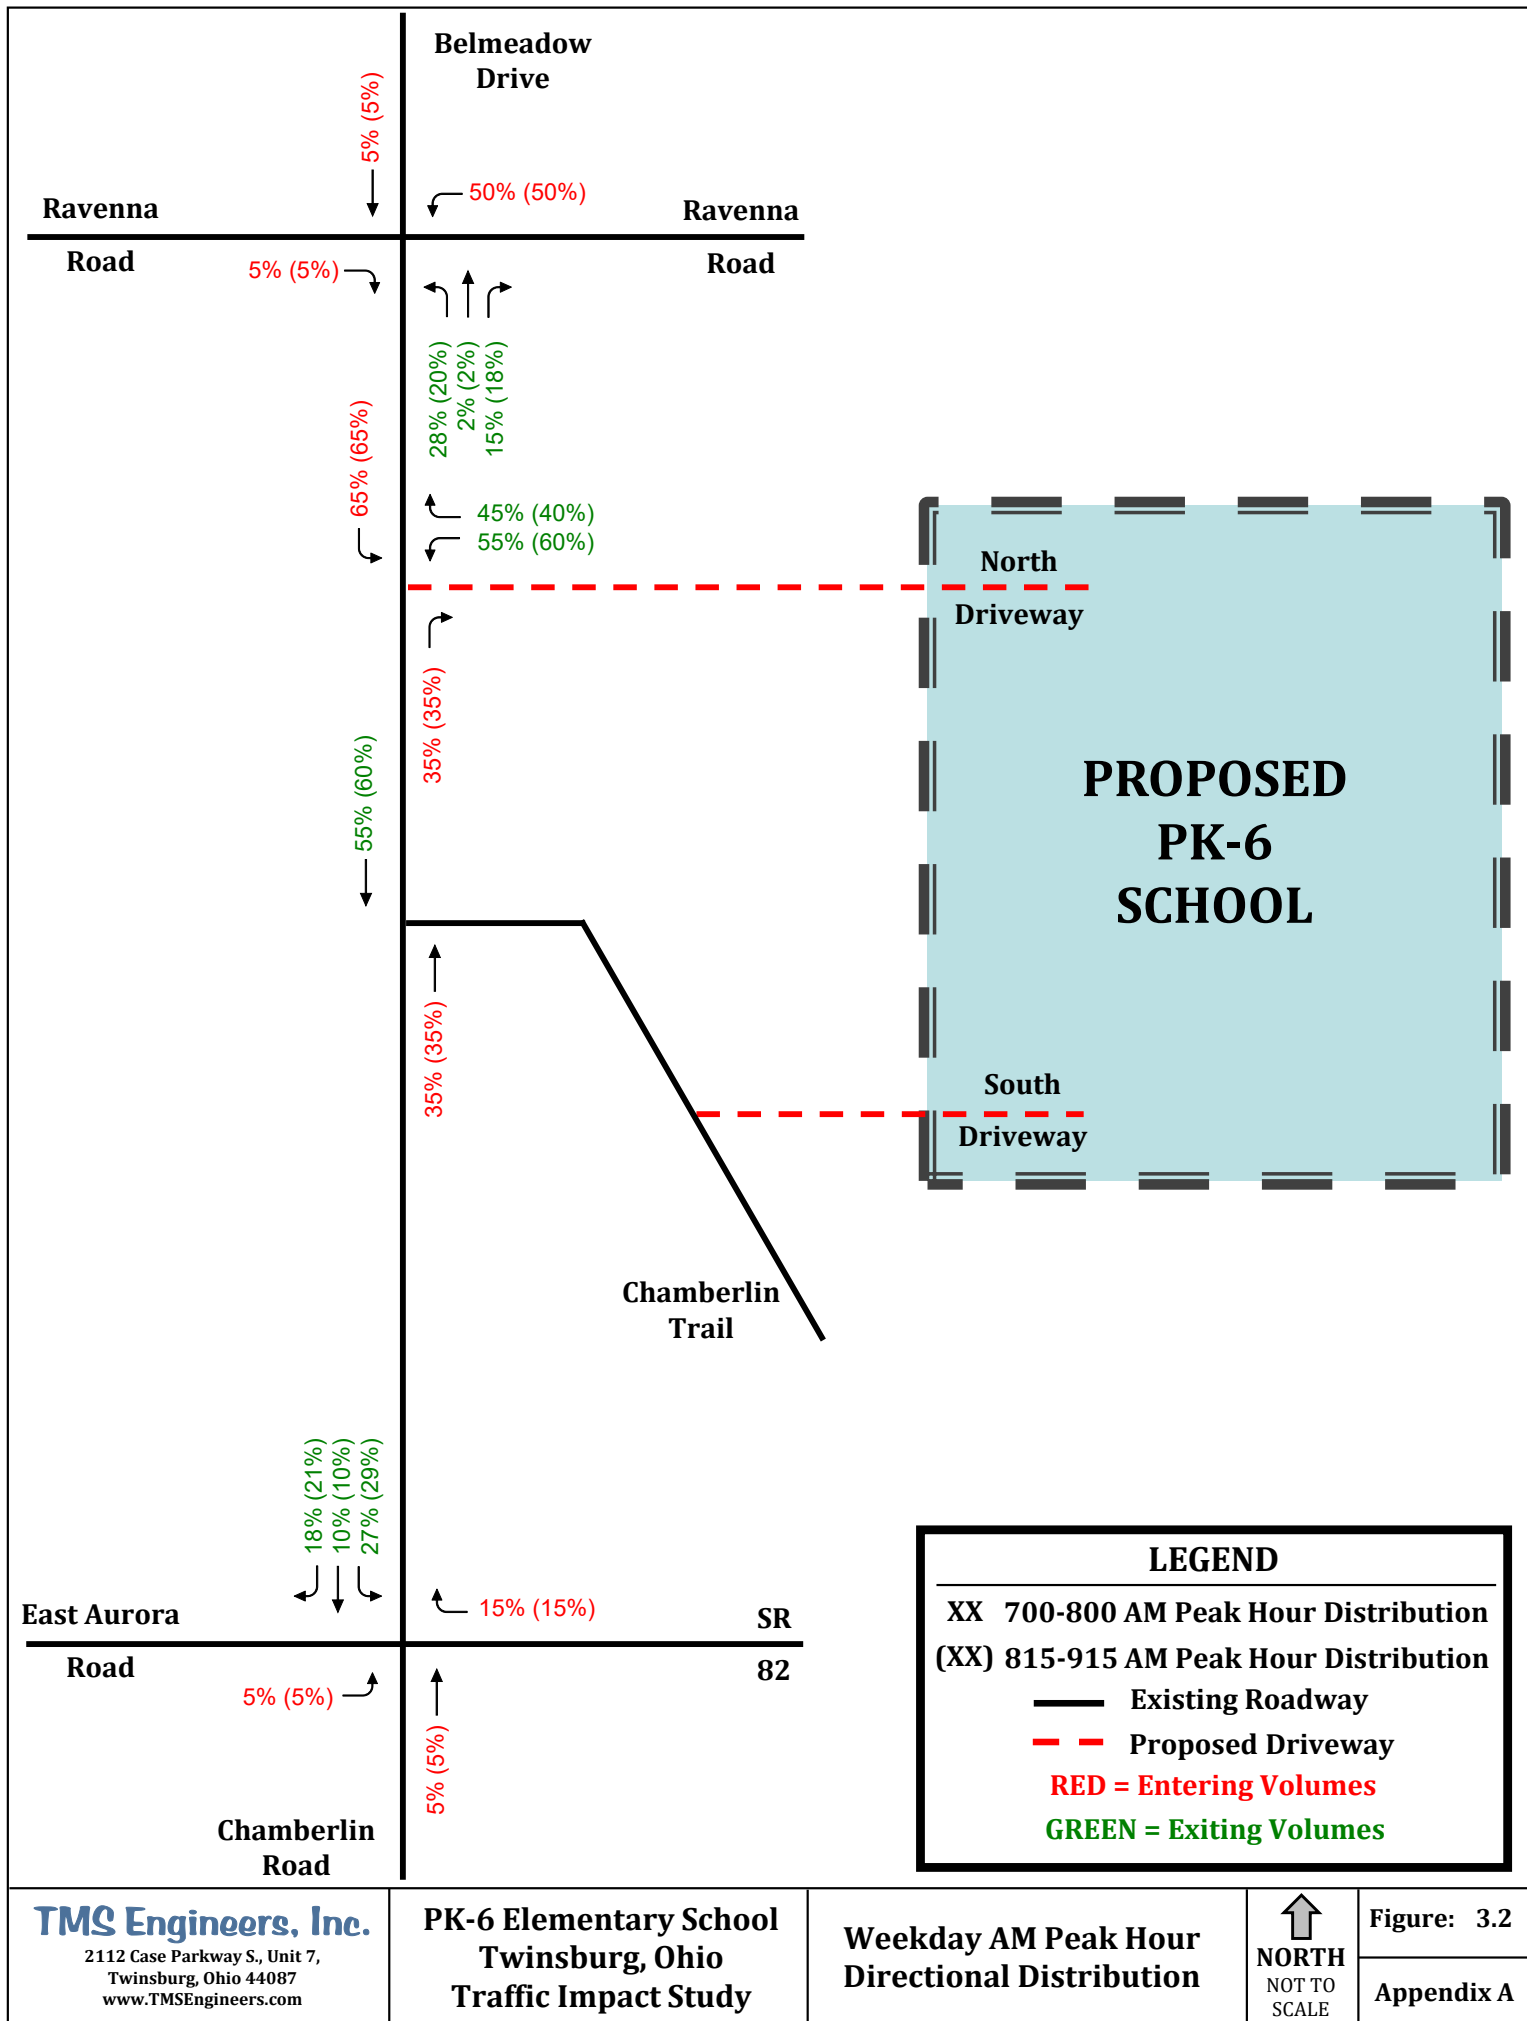 Belmeadow
Drive
5% (5%)
50% (50%)
Ravenna
Ravenna
Road
5% (5%)
Road
28% (20%)
2% (2%)
15% (18%)
65% (65%)
45% (40%)
55% (60%)
North
Driveway
35% (35%)
55% (60%)
PROPOSED
PK-6
SCHOOL
35% (35%)
South
Driveway
Chamberlin
Trail
18% (21%)
10% (10%)
27% (29%)
15% (15%)
East Aurora
SR
Road
82
5% (5%)
5% (5%)
Chamberlin
Road
LEGEND
XX 700-800 AM Peak Hour Distribution
(XX) 815-915 AM Peak Hour Distribution
Existing Roadway
Proposed Driveway
RED = Entering Volumes
GREEN = Exiting Volumes
TMS Engineers, Inc.
2112 Case Parkway S., Unit 7,
Twinsburg, Ohio 44087
www.TMSEngineers.com
PK-6 Elementary School
Twinsburg, Ohio
Traffic Impact Study
Weekday AM Peak Hour
Directional Distribution
NORTH
NOT TO
SCALE
Figure: 3.2
Appendix A